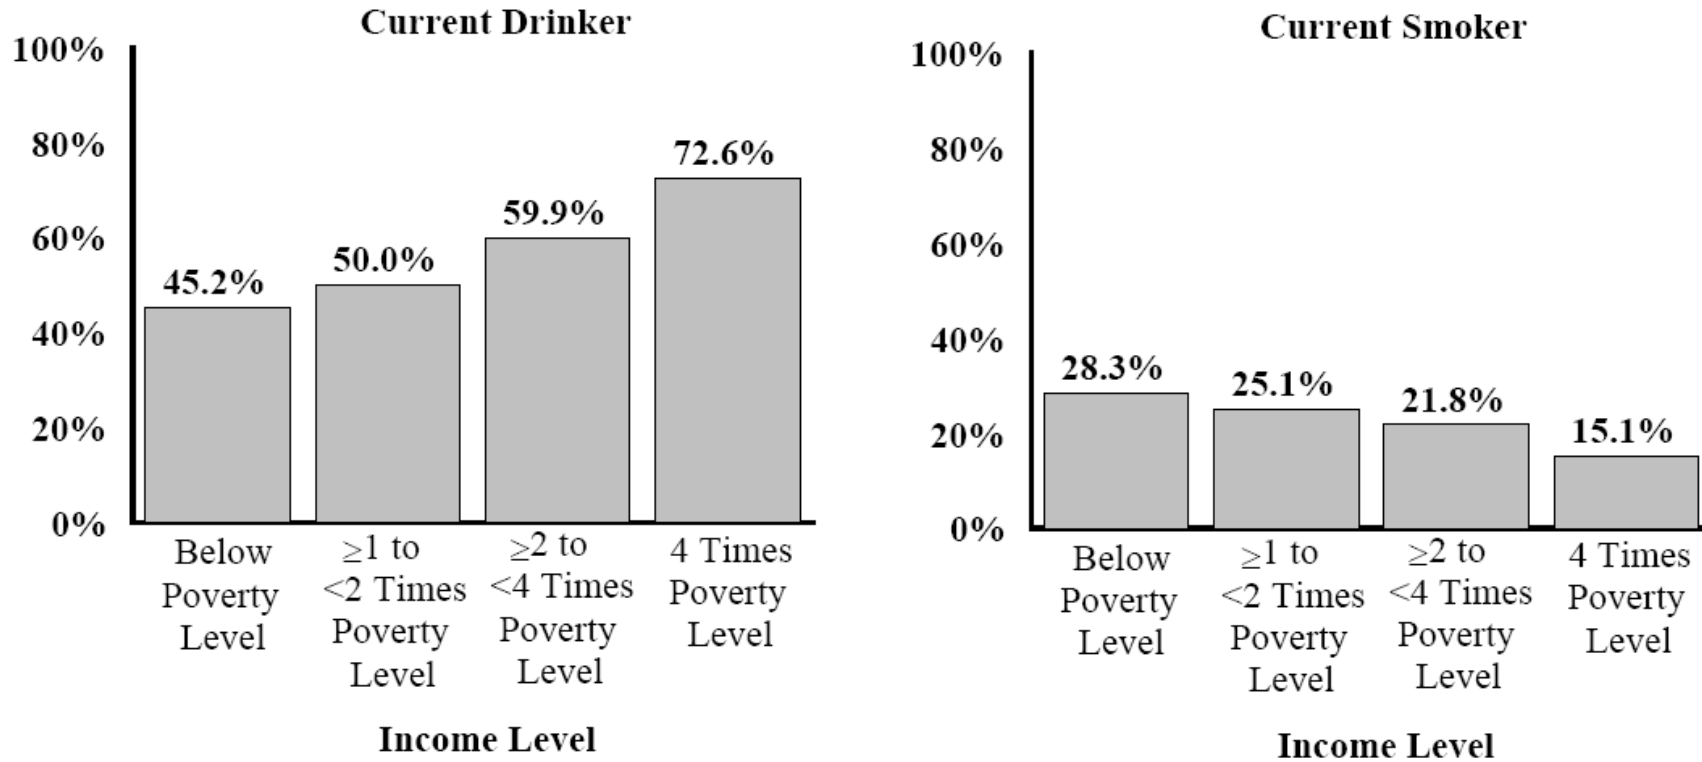 Current Drinker
100%
80%
60%
40%
20%
0%
45.2%
50.0%
59.9%
72.6%
Below
Poverty
Level
≥1 to
<2 Times
Poverty
Level
≥2 to
<4 Times
Poverty
Level
4 Times
Poverty
Level
Income Level
Current Smoker
100%
80%
60%
40%
20%
0%
28.3%
25.1%
21.8%
15.1%
Below
Poverty
Level
≥1 to
<2 Times
Poverty
Level
≥2 to
<4 Times
Poverty
Level
4 Times
Poverty
Level
Income Level